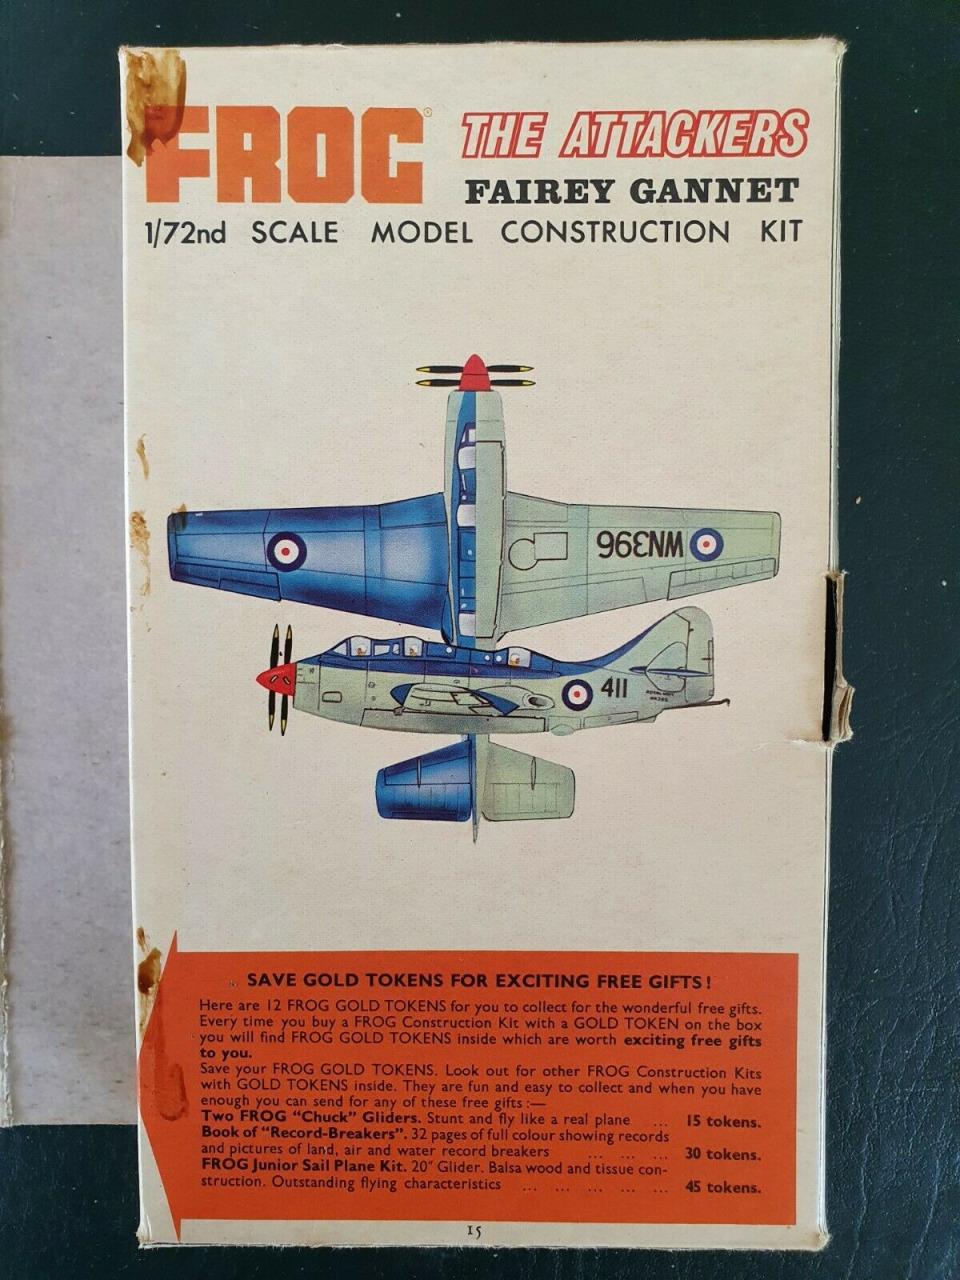 FROG®
THE ATTACKERS
FAIREY GANNET
1/72nd SCALE MODEL CONSTRUCTION KIT
WN396
411
ROYAL NAVY
SAVE GOLD TOKENS FOR EXCITING FREE GIFTS!
Here are 12 FROG GOLD TOKENS for you to collect for the wonderful free gifts.
Every time you buy a FROG Construction Kit with a GOLD TOKEN on the box
you will find FROG GOLD TOKENS inside which are worth exciting free gifts
to you.
Save your FROG GOLD TOKENS. Look out for other FROG Construction Kits
with GOLD TOKENS inside. They are fun and easy to collect and when you have
enough you can send for any of these free gifts :—
Two FROG "Chuck" Gliders. Stunt and fly like a real plane ... 15 tokens.
Book of "Record-Breakers". 32 pages of full colour showing records
and pictures of land, air and water record breakers ... ... ... 30 tokens.
FROG Junior Sail Plane Kit. 20" Glider. Balsa wood and tissue con-
struction. Outstanding flying characteristics ... ... ... ... ... 45 tokens.
15